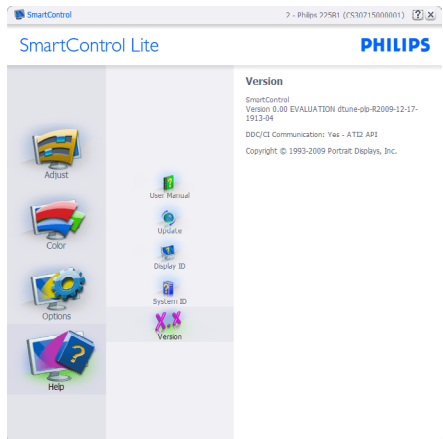 SmartControl
2 - Philips 225B1 (CS30715000001)
SmartControl Lite
PHILIPS
Adjust
Color
Options
Help
User Manual
Update
Display ID
System ID
X.X
Version
Version
SmartControl
Version 0.00 EVALUATION dtune-plp-R2009-12-17-
1913-04
DDC/CI Communication: Yes - ATI2 API
Copyright © 1993-2009 Portrait Displays, Inc.